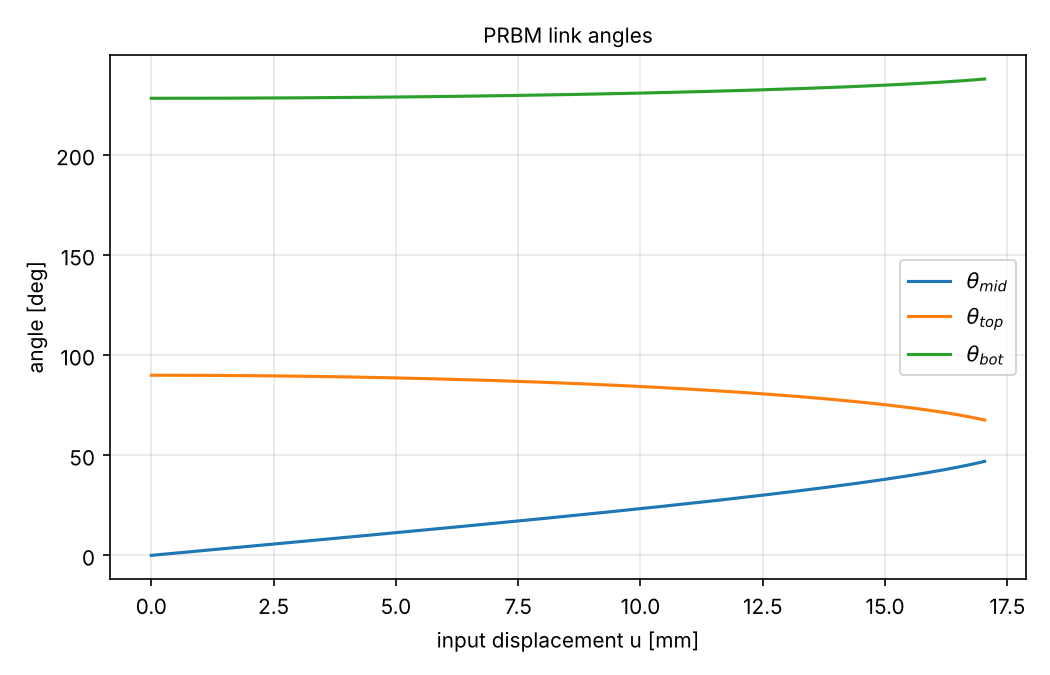 PRBM link angles
angle [deg]
200
150
100
50
0
θmid
θtop
θbot
0.0 2.5 5.0 7.5 10.0 12.5 15.0 17.5
input displacement u [mm]